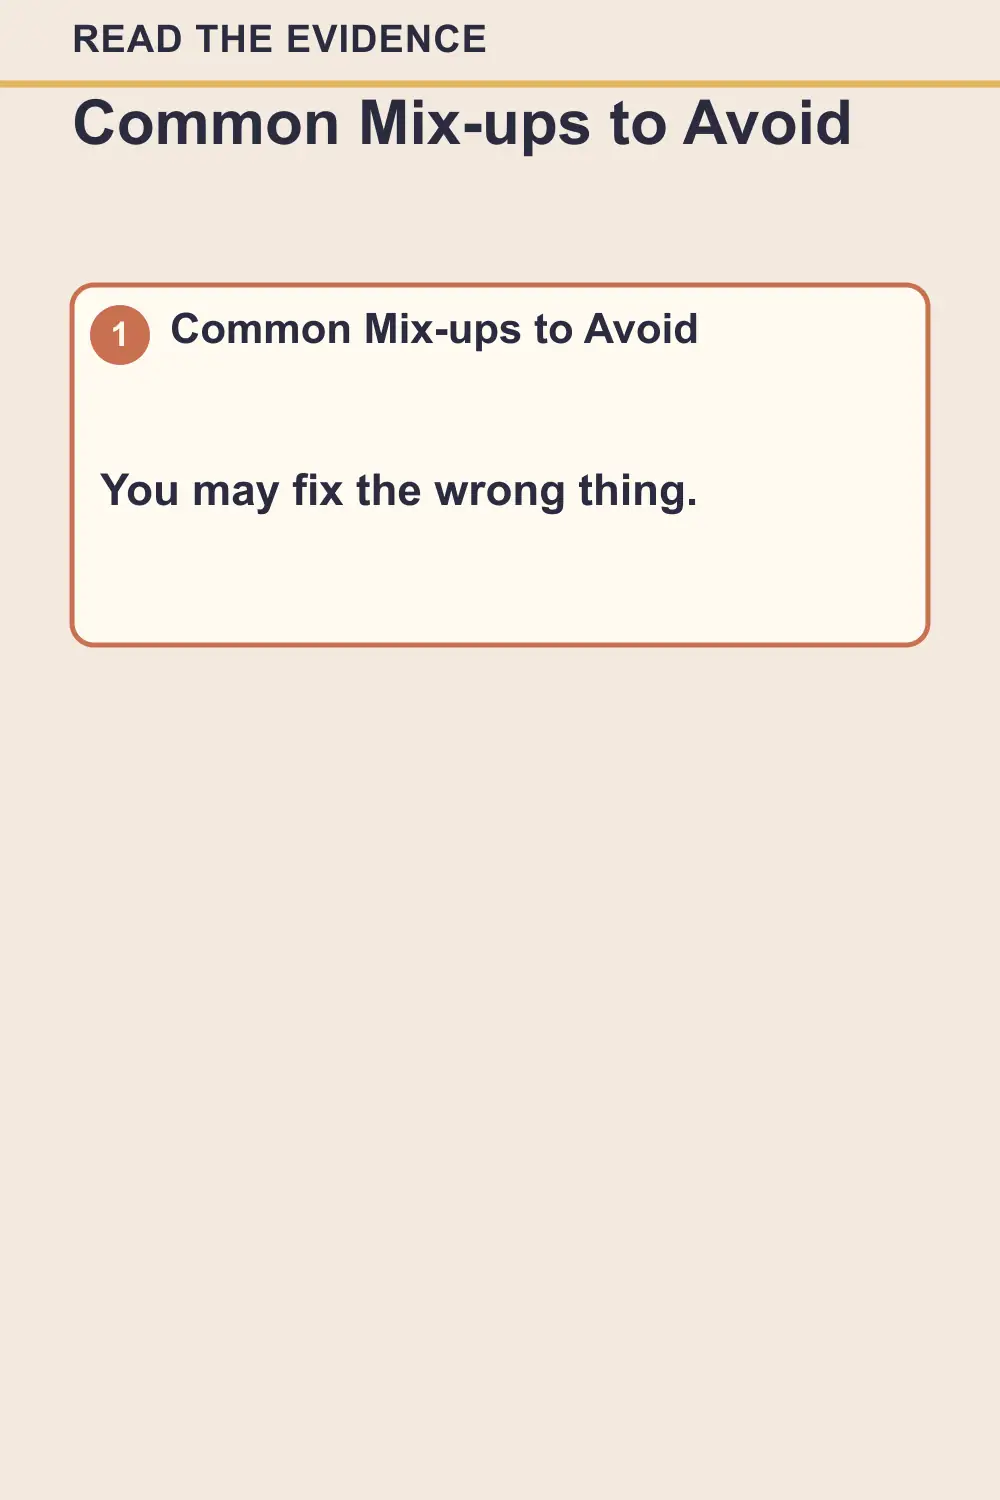 READ THE EVIDENCE
Common Mix-ups to Avoid
1 Common Mix-ups to Avoid
You may fix the wrong thing.